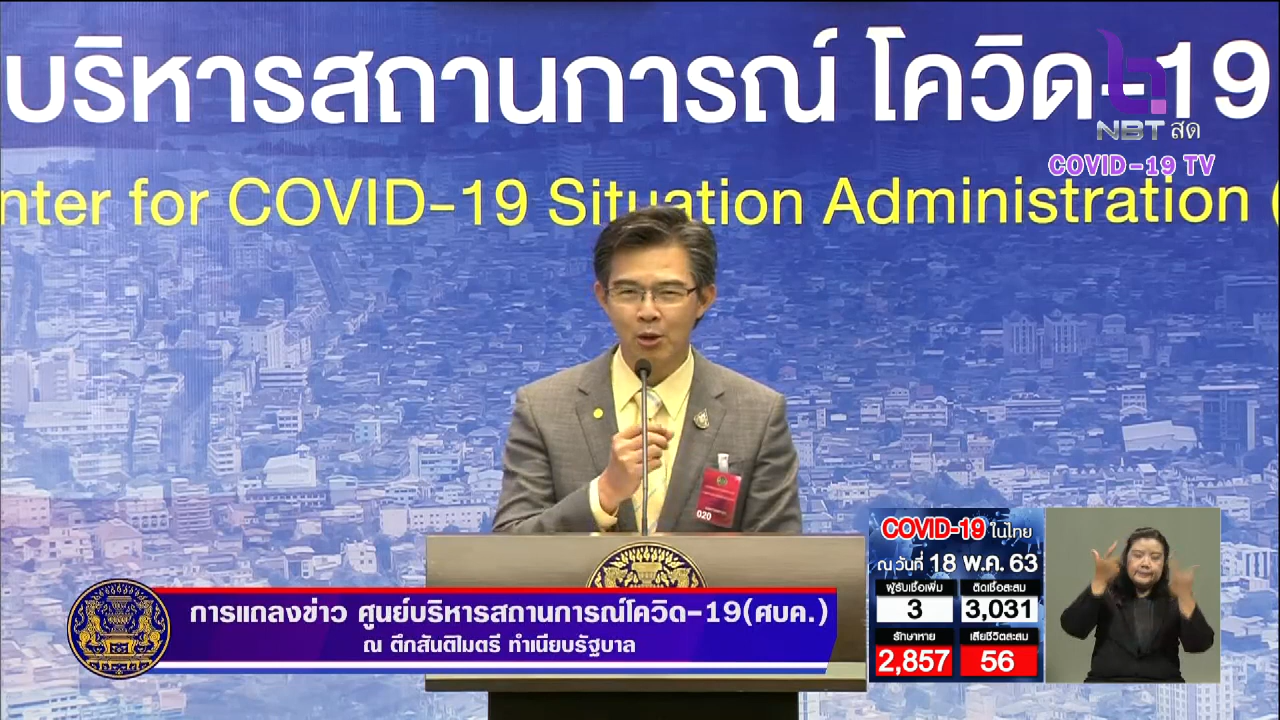 บริหารสถานการณ์ โควิด-19
nter for COVID-19 Situation Administration (
NBT สด
COVID-19 TV
020
COVID-19 ในไทย
ณ วันที่ 18 พ.ค. 63
ผู้รับเชื้อเพิ่ม
ติดเชื้อสะสม
3
3,031
รักษาหาย
เสียชีวิตสะสม
2,857
56
การแถลงข่าว ศูนย์บริหารสถานการณ์โควิด-19(ศบค.)
ณ ตึกสันติไมตรี ทำเนียบรัฐบาล